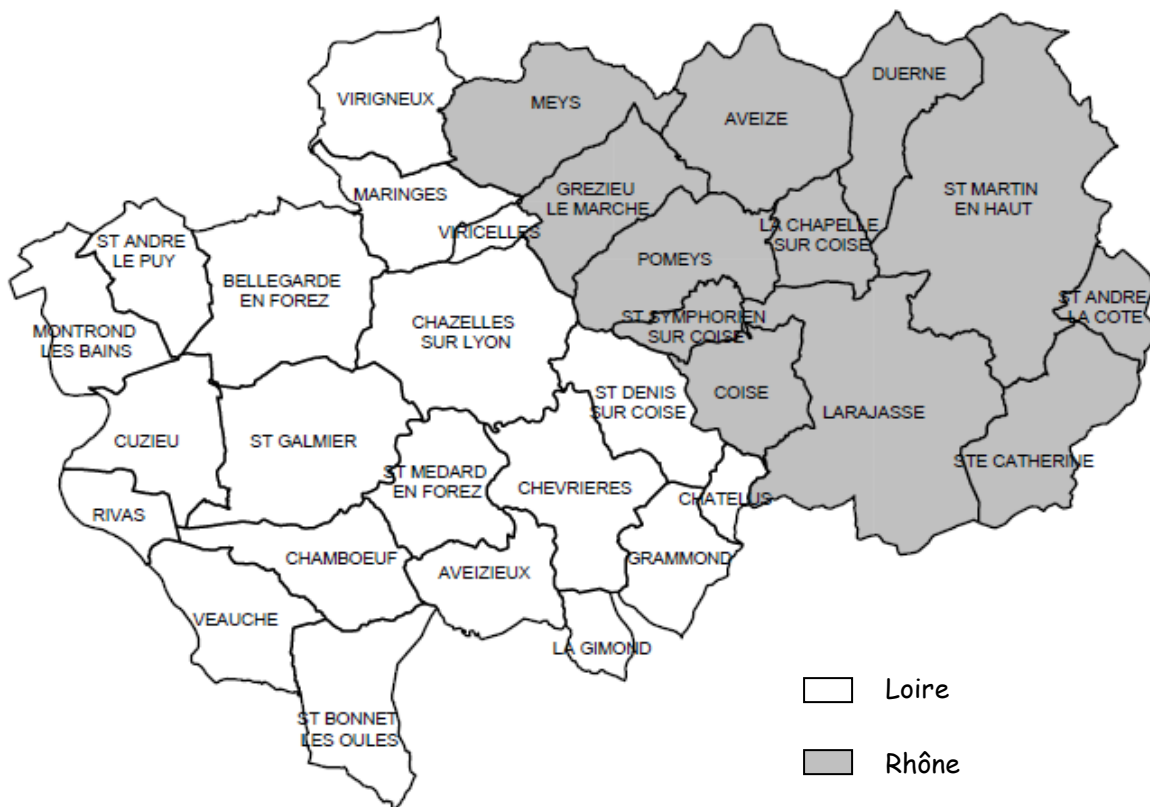 DUERNE
VIRIGNEUX
MEYS
AVEIZE
MARINGES
GREZIEU
LE MARCHE
ST MARTIN
EN HAUT
VIRICELLES
LA CHAPELLE
SUR COISE
ST ANDRE
LE PUY
BELLEGARDE
EN FOREZ
POMEYS
CHAZELLES
SUR LYON
ST SYMPHORIEN
SUR COISE
ST ANDRE
LA COTE
MONTROND
LES BAINS
ST DENIS
SUR COISE
COISE
LARAJASSE
CUZIEU
ST GALMIER
ST MEDARD
EN FOREZ
CHEVRIERES
CHATELUS
STE CATHERINE
RIVAS
CHAMBOEUF
AVEIZIEUX
GRAMMOND
VEAUCHE
LA GIMOND
ST BONNET
LES OULES
Loire
Rhône